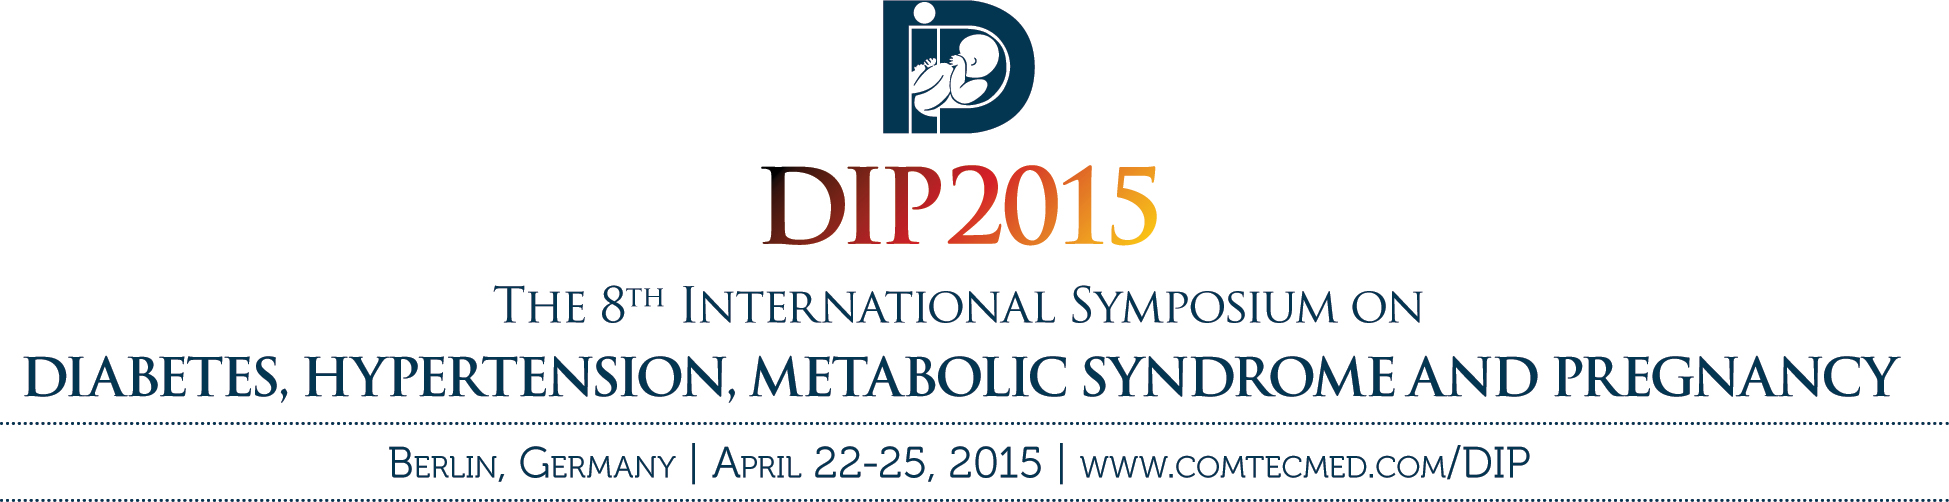 DIP
DIP2015
The 8th International Symposium on
DIABETES, HYPERTENSION, METABOLIC SYNDROME AND PREGNANCY
Berlin, Germany | April 22-25, 2015 | www.comtecmed.com/DIP